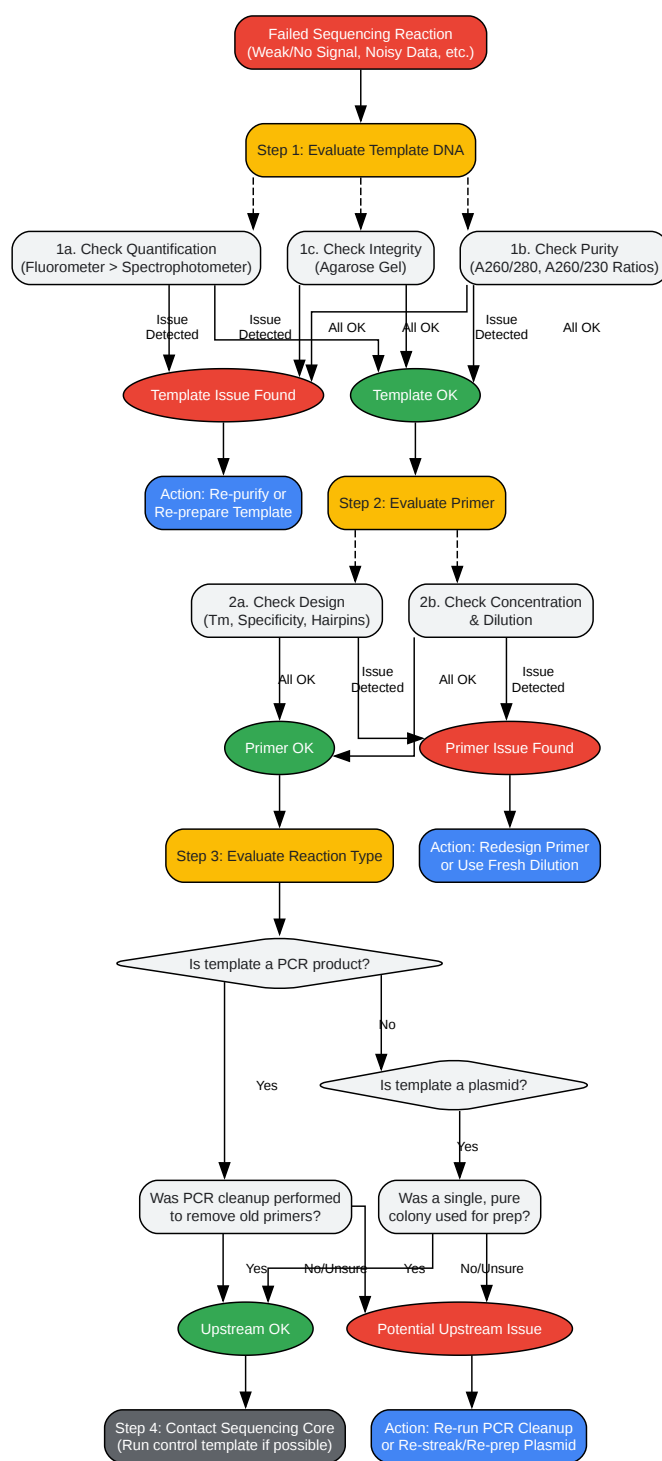 Failed Sequencing Reaction
(Weak/No Signal, Noisy Data, etc.)
Step 1: Evaluate Template DNA
1a. Check Quantification
(Fluorometer > Spectrophotometer)
1c. Check Integrity
(Agarose Gel)
1b. Check Purity
(A260/280, A260/230 Ratios)
Issue
Detected
Issue
Detected
All OK
All OK
Issue
Detected
All OK
Template Issue Found
Template OK
Action: Re-purify or
Re-prepare Template
Step 2: Evaluate Primer
2a. Check Design
(Tm, Specificity, Hairpins)
2b. Check Concentration
& Dilution
All OK
Issue
Detected
All OK
Issue
Detected
Primer OK
Primer Issue Found
Step 3: Evaluate Reaction Type
Action: Redesign Primer
or Use Fresh Dilution
Is template a PCR product?
No
Yes
Is template a plasmid?
Yes
Was PCR cleanup performed
to remove old primers?
Was a single, pure
colony used for prep?
Yes
No/Unsure
Yes
No/Unsure
Upstream OK
Potential Upstream Issue
Step 4: Contact Sequencing Core
(Run control template if possible)
Action: Re-run PCR Cleanup
or Re-streak/Re-prep Plasmid